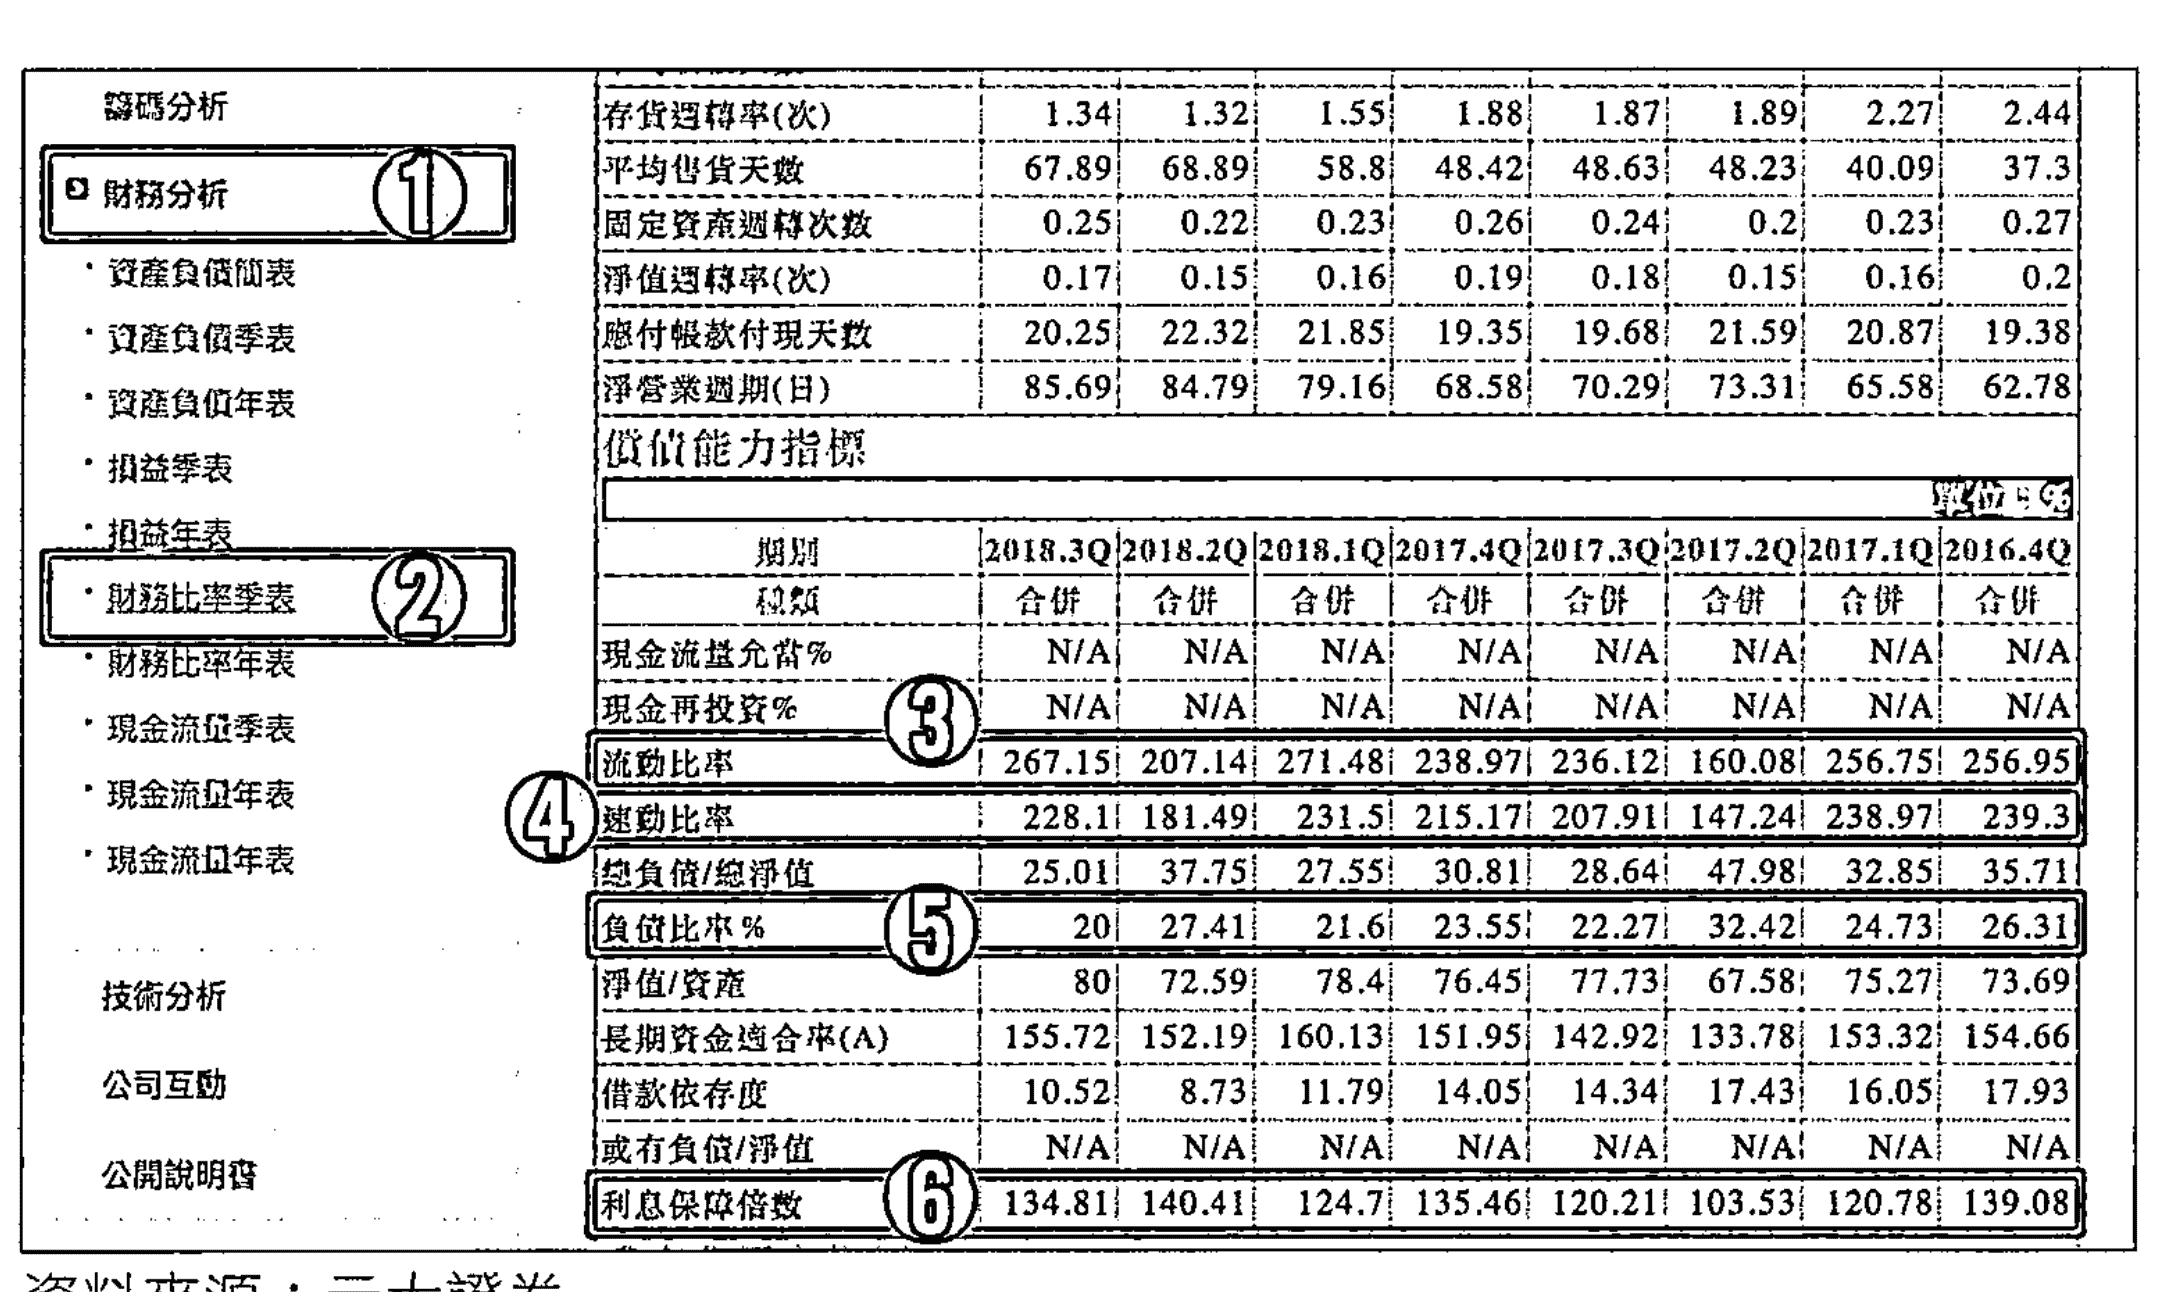 籌碼分析
① 財務分析
・資產負債簡表
・資產負債季表
・資產負債年表
・損益季表
・損益年表
② ・財務比率季表
・財務比率年表
・現金流量季表
・現金流量年表
・現金流量年表
技術分析
公司互動
公開說明書
存貨週轉率(次) 1.34 1.32 1.55 1.88 1.87 1.89 2.27 2.44
平均售貨天數 67.89 68.89 58.8 48.42 48.63 48.23 40.09 37.3
固定資產週轉次數 0.25 0.22 0.23 0.26 0.24 0.2 0.23 0.27
淨值週轉率(次) 0.17 0.15 0.16 0.19 0.18 0.15 0.16 0.2
應付帳款付現天數 20.25 22.32 21.85 19.35 19.68 21.59 20.87 19.38
淨營業週期(日) 85.69 84.79 79.16 68.58 70.29 73.31 65.58 62.78
償債能力指標
單位：%
期別 2018.3Q 2018.2Q 2018.1Q 2017.4Q 2017.3Q 2017.2Q 2017.1Q 2016.4Q
種類 合併 合併 合併 合併 合併 合併 合併 合併
現金流量允當% N/A N/A N/A N/A N/A N/A N/A N/A
現金再投資% N/A N/A N/A N/A N/A N/A N/A N/A
③ 流動比率 267.15 207.14 271.48 238.97 236.12 160.08 256.75 256.95
④ 速動比率 228.1 181.49 231.5 215.17 207.91 147.24 238.97 239.3
總負債/總淨值 25.01 37.75 27.55 30.81 28.64 47.98 32.85 35.71
⑤ 負債比率% 20 27.41 21.6 23.55 22.27 32.42 24.73 26.31
淨值/資產 80 72.59 78.4 76.45 77.73 67.58 75.27 73.69
長期資金適合率(A) 155.72 152.19 160.13 151.95 142.92 133.78 153.32 154.66
借款依存度 10.52 8.73 11.79 14.05 14.34 17.43 16.05 17.93
或有負債/淨值 N/A N/A N/A N/A N/A N/A N/A N/A
⑥ 利息保障倍數 134.81 140.41 124.7 135.46 120.21 103.53 120.78 139.08
資料來源：元大證券